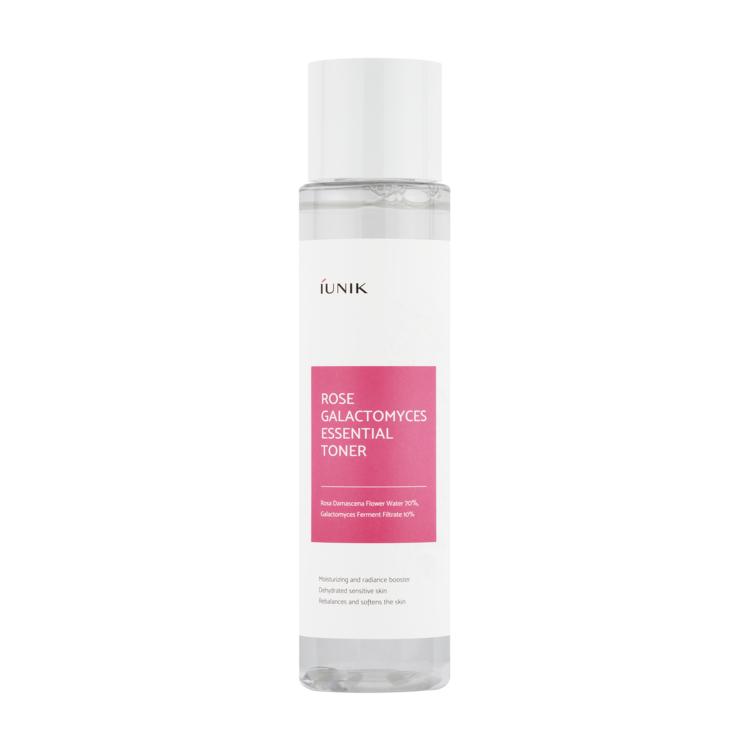 íUNIK
ROSE
GALACTOMYCES
ESSENTIAL
TONER
Rosa Damascena Flower Water 70%,
Galactomyces Ferment Filtrate 10%
Moisturizing and radiance booster
Dehydrated sensitive skin
Rebalances and softens the skin